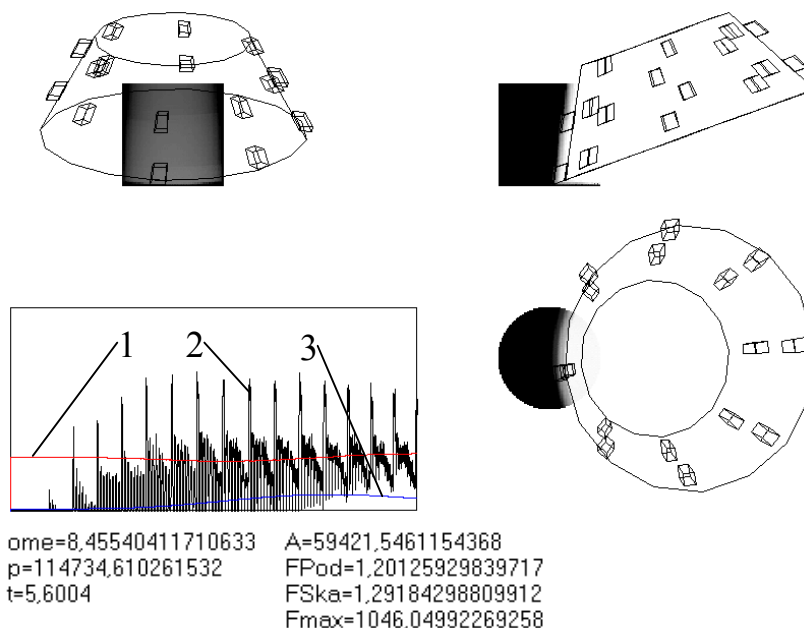 1 2 3
ome=8,45540411710633 A=59421,5461154368
p=114734,610261532 FPod=1,20125929839717
t=5,6004 FSka=1,29184298809912
Fmax=1046,04992269258